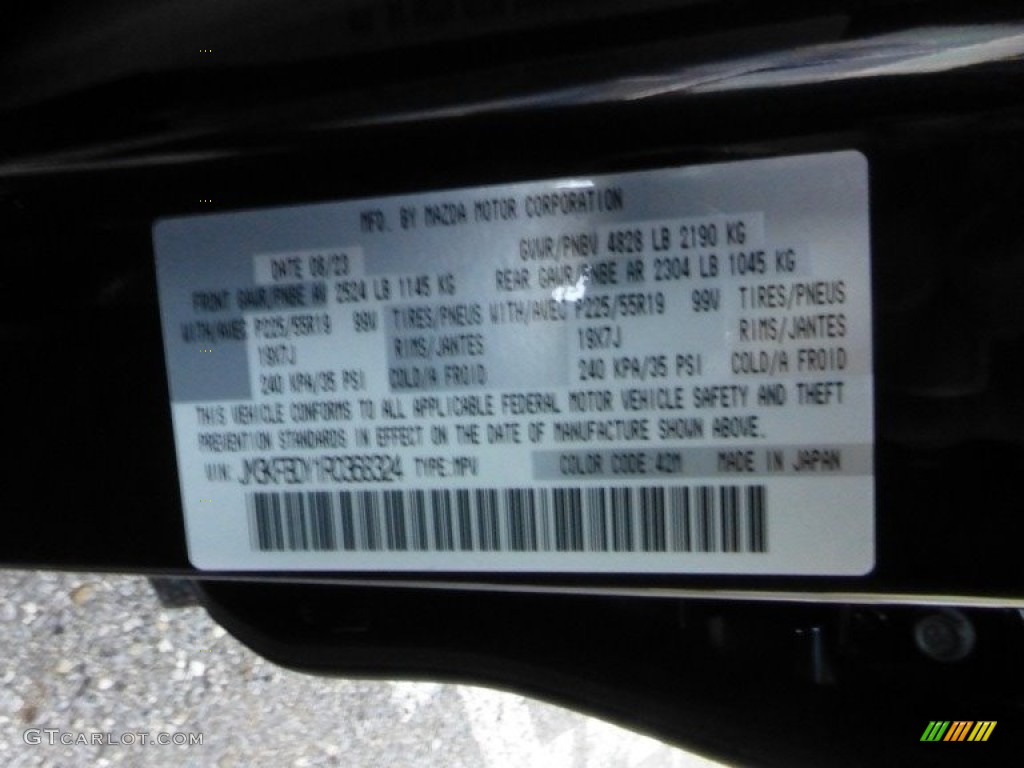 MFD. BY MAZDA MOTOR CORPORATION
DATE 08/23 GVWR/PNBV 4828 LB 2190 KG
FRONT GAWR/PNBE AV 2524 LB 1145 KG REAR GAWR/PNBE AR 2304 LB 1045 KG
WITH/AVEC P225/55R19 99V TIRES/PNEUS WITH/AVEC P225/55R19 99V TIRES/PNEUS
19X7J RIMS/JANTES 19X7J RIMS/JANTES
240 KPA/35 PSI COLD/A FROID 240 KPA/35 PSI COLD/A FROID
THIS VEHICLE CONFORMS TO ALL APPLICABLE FEDERAL MOTOR VEHICLE SAFETY AND THEFT
PREVENTION STANDARDS IN EFFECT ON THE DATE OF MANUFACTURE SHOWN ABOVE.
VIN: TYPE:MPV COLOR CODE:42M MADE IN JAPAN
GTCARLOT.COM